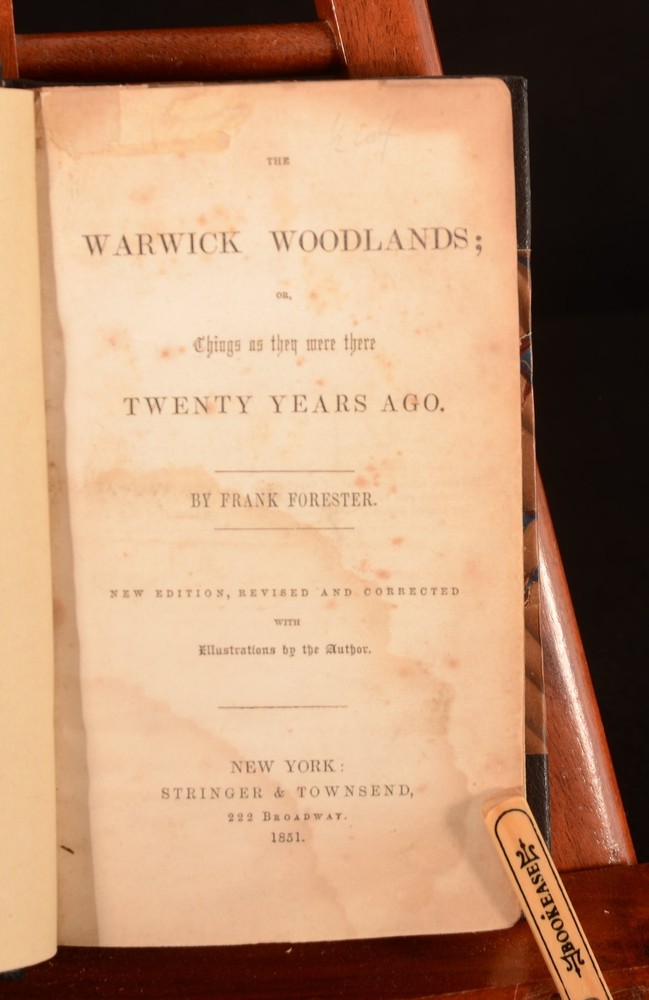 THE
WARWICK WOODLANDS;
OR,
Things as they were there
TWENTY YEARS AGO.
BY FRANK FORESTER.
NEW EDITION, REVISED AND CORRECTED
WITH
Illustrations by the Author.
NEW YORK:
STRINGER & TOWNSEND,
222 BROADWAY.
1851.
BOOKEASE